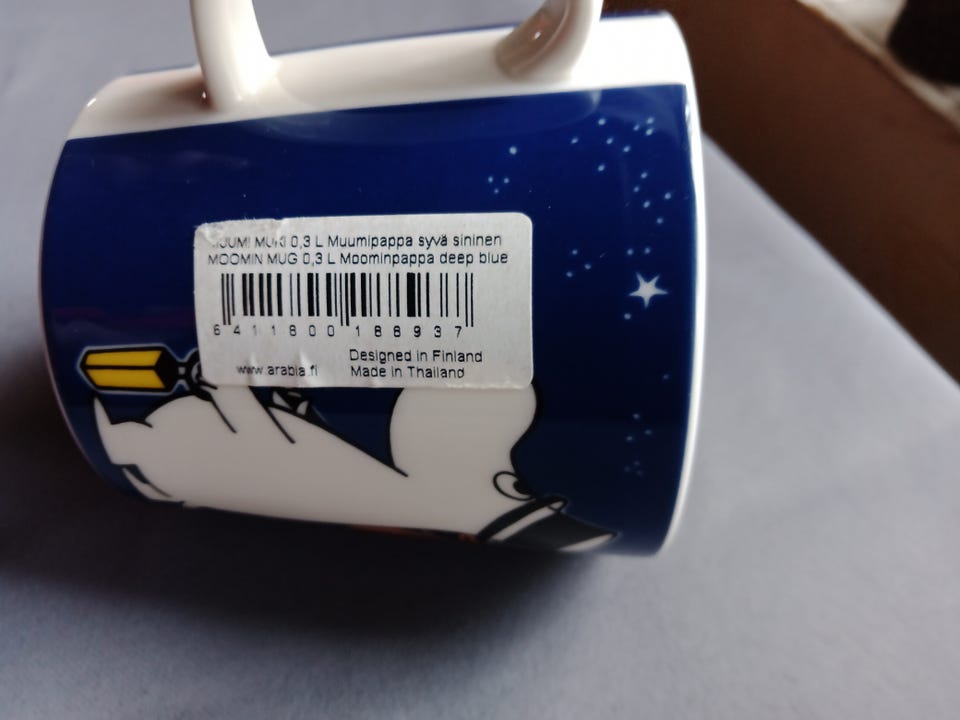 MUUMI MUKI 0,3 L Muumipappa syvä sininen
MOOMIN MUG 0,3 L Moominpappa deep blue
6 411800 188937
Designed in Finland
www.arabia.fi Made in Thailand